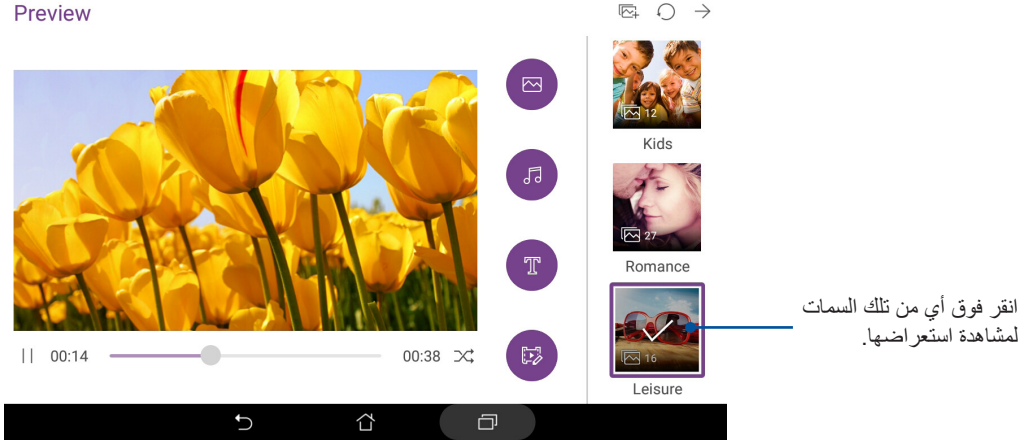 Preview
12
Kids
27
Romance
16
Leisure
00:14
00:38
انقر فوق أي من تلك السمات
لمشاهدة استعراضها.